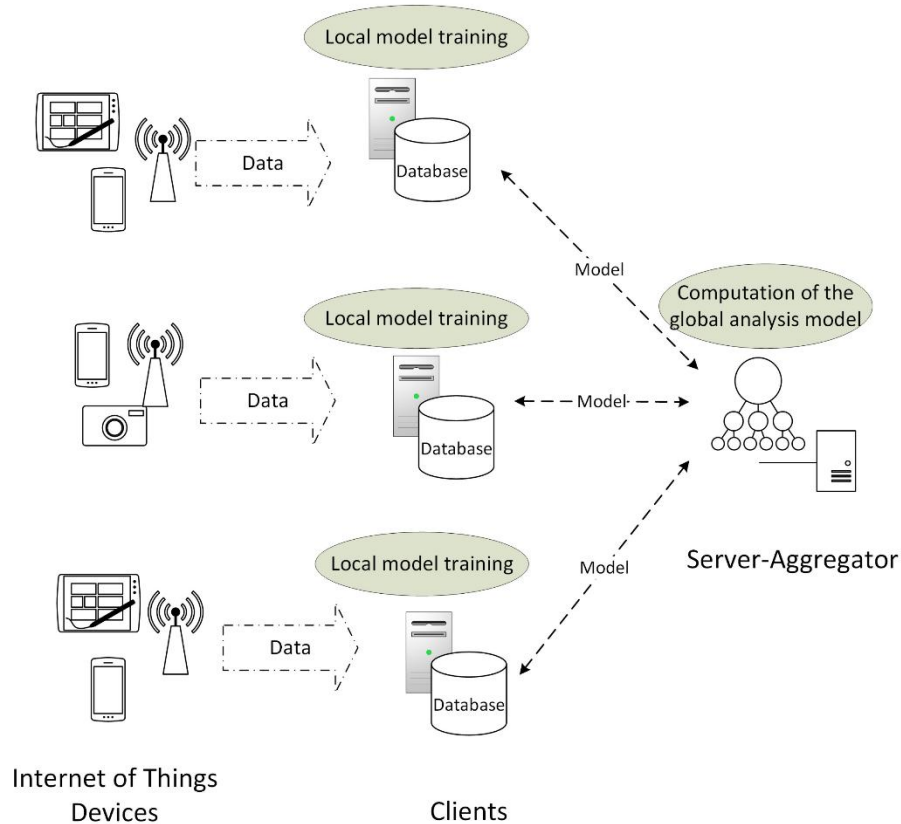 Local model training
Data
Database
Model
Local model training
Data
Database
Model
Computation of the
global analysis model
Server-Aggregator
Local model training
Data
Database
Model
Internet of Things
Devices
Clients